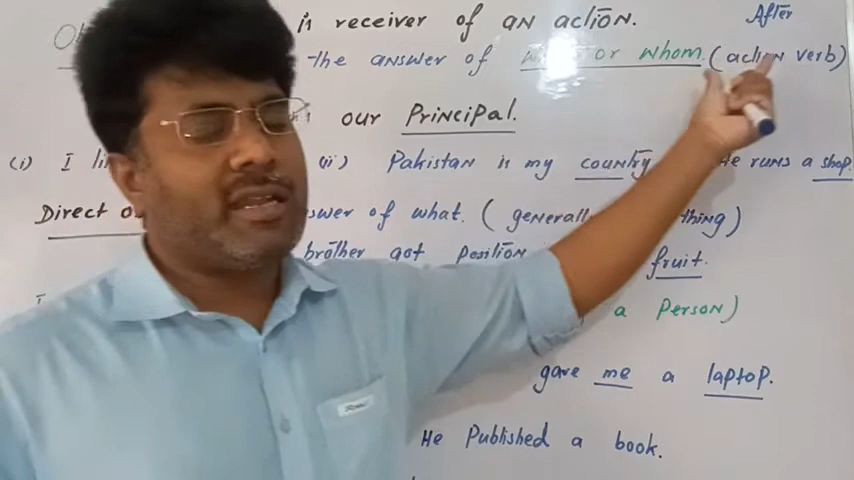 is receiver of an action.
After
the answer of what or whom. (action verb)
our Principal.
(i) I (ii) Pakistan is my country He runs a shop.
Direct answer of what. (generally thing)
brother got Position fruit.
a Person)
gave me a laptop.
He Published a book.